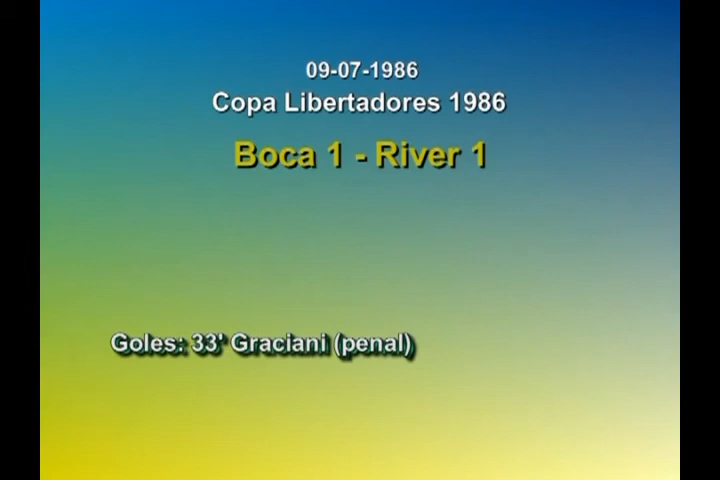 09-07-1986
Copa Libertadores 1986
Boca 1 - River 1
Goles: 33' Graciani (penal)